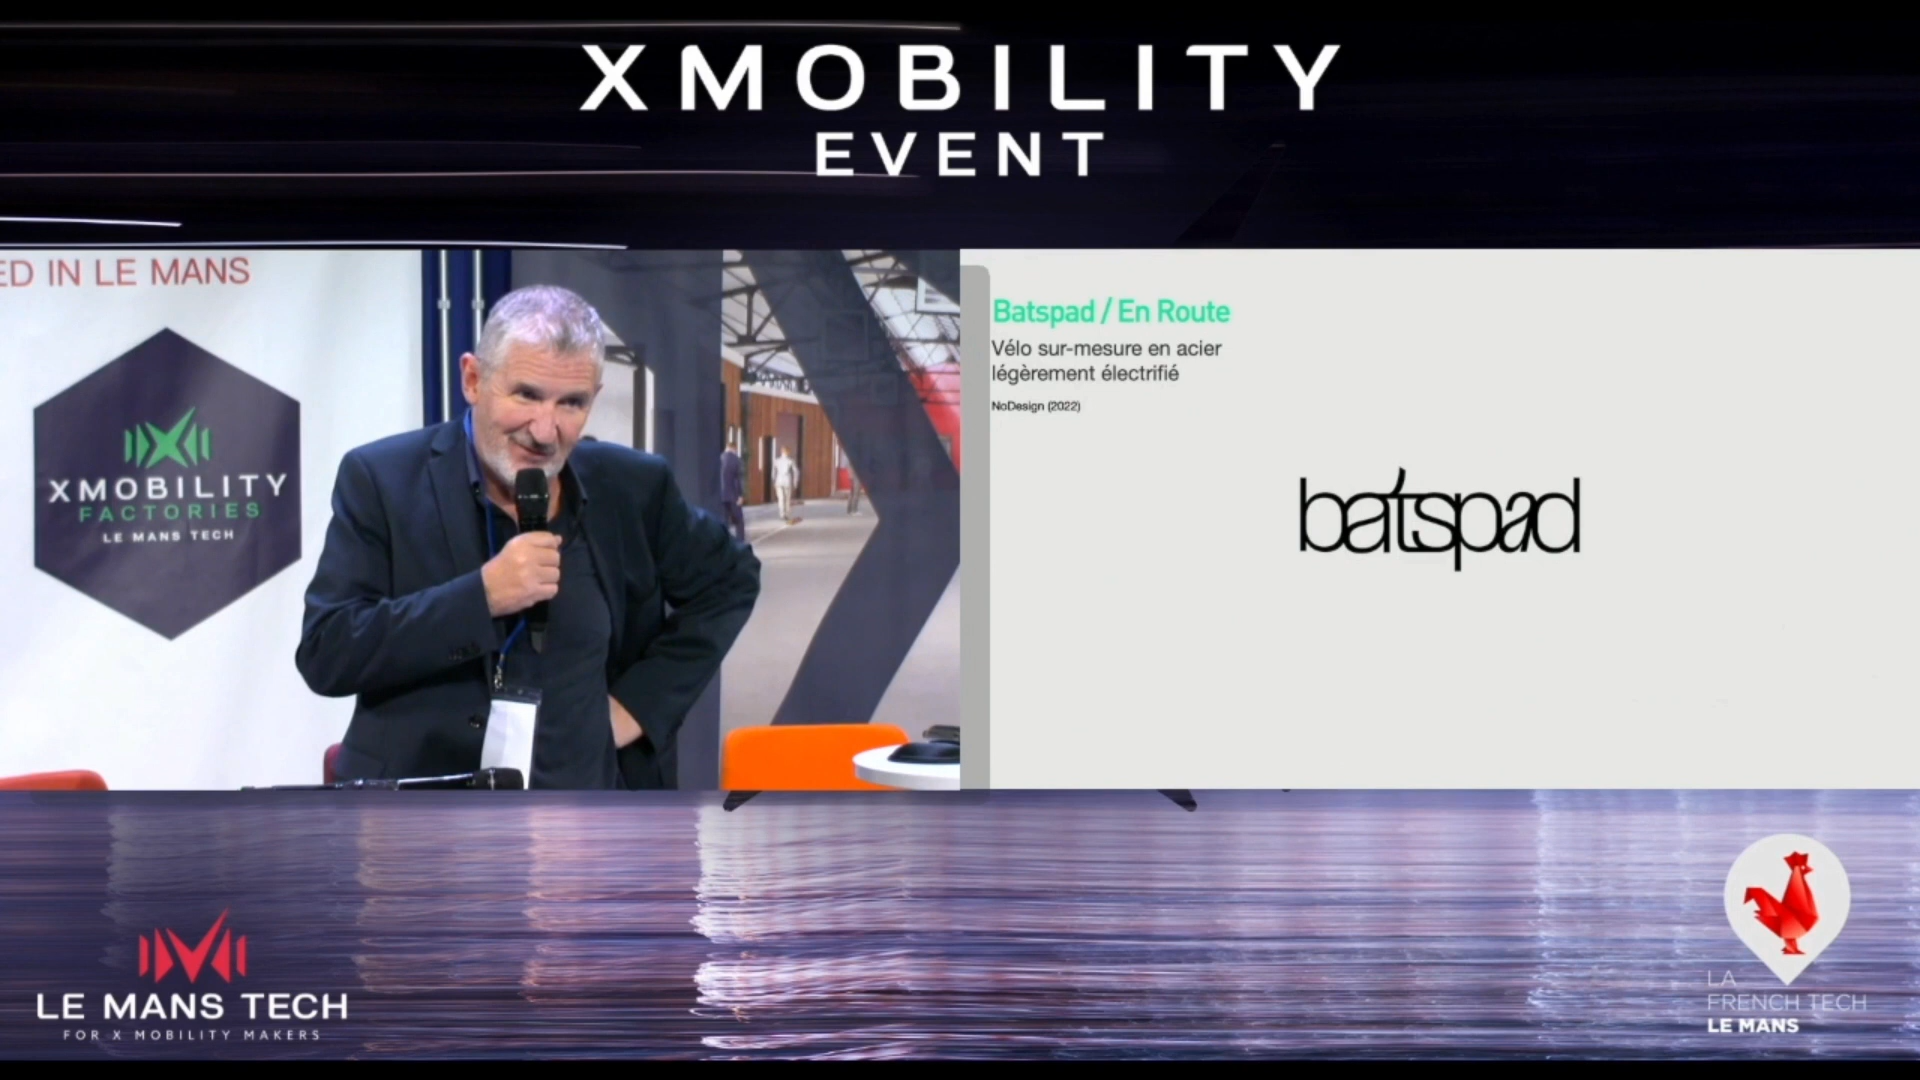 XMOBILITY
EVENT
ED IN LE MANS
XMOBILITY
FACTORIES
LE MANS TECH
Batspad / En Route
Vélo sur-mesure en acier
légèrement électrifié
NoDesign (2022)
batspad
LE MANS TECH
FOR X MOBILITY MAKERS
LA
FRENCH TECH
LE MANS